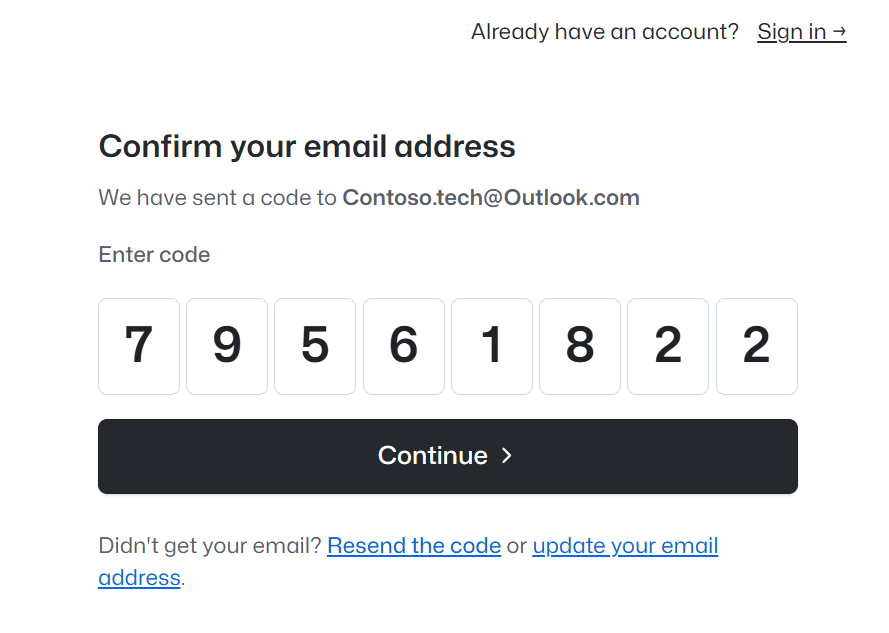 Already have an account? Sign in →
Confirm your email address
We have sent a code to Contoso.tech@Outlook.com
Enter code
7 9 5 6 1 8 2 2
Continue >
Didn't get your email? Resend the code or update your email
address.